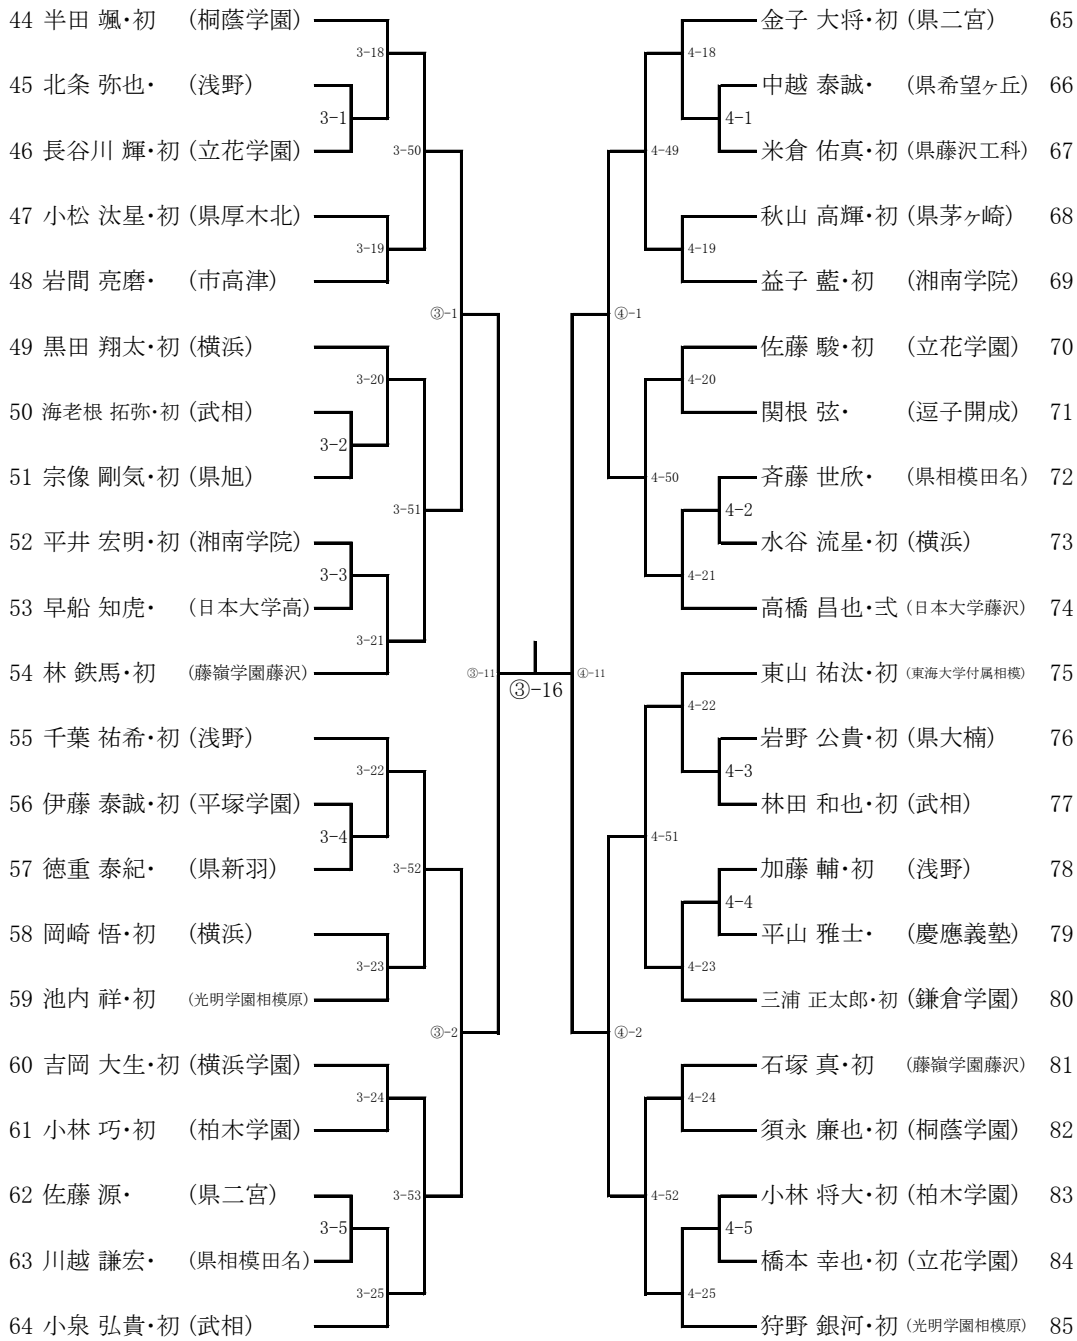 44 半田 颯・初 (桐蔭学園)
3-18
45 北条 弥也・ (浅野)
3-1
46 長谷川 輝・初 (立花学園)
3-50
47 小松 汰星・初 (県厚木北)
3-19
48 岩間 亮磨・ (市高津)
③-1
49 黒田 翔太・初 (横浜)
3-20
50 海老根 拓弥・初 (武相)
3-2
51 宗像 剛気・初 (県旭)
3-51
52 平井 宏明・初 (湘南学院)
3-3
53 早船 知虎・ (日本大学高)
3-21
54 林 鉄馬・初 (藤嶺学園藤沢)
③-11
55 千葉 祐希・初 (浅野)
3-22
56 伊藤 泰誠・初 (平塚学園)
3-4
57 徳重 泰紀・ (県新羽)
3-52
58 岡崎 悟・初 (横浜)
3-23
59 池内 祥・初 (光明学園相模原)
③-2
60 吉岡 大生・初 (横浜学園)
3-24
61 小林 巧・初 (柏木学園)
62 佐藤 源・ (県二宮)
3-53
3-5
63 川越 謙宏・ (県相模田名)
3-25
64 小泉 弘貴・初 (武相)
③-16
金子 大将・初 (県二宮) 65
4-18
中越 泰誠・ (県希望ヶ丘) 66
4-1
米倉 佑真・初 (県藤沢工科) 67
4-49
秋山 高輝・初 (県茅ヶ崎) 68
4-19
益子 藍・初 (湘南学院) 69
④-1
佐藤 駿・初 (立花学園) 70
4-20
関根 弦・ (逗子開成) 71
4-50
斉藤 世欣・ (県相模田名) 72
4-2
水谷 流星・初 (横浜) 73
4-21
高橋 昌也・弍 (日本大学藤沢) 74
④-11
東山 祐汰・初 (東海大学付属相模) 75
4-22
岩野 公貴・初 (県大楠) 76
4-3
林田 和也・初 (武相) 77
4-51
加藤 輔・初 (浅野) 78
4-4
平山 雅士・ (慶應義塾) 79
4-23
三浦 正太郎・初 (鎌倉学園) 80
④-2
石塚 真・初 (藤嶺学園藤沢) 81
4-24
須永 廉也・初 (桐蔭学園) 82
4-52
小林 将大・初 (柏木学園) 83
4-5
橋本 幸也・初 (立花学園) 84
4-25
狩野 銀河・初 (光明学園相模原) 85